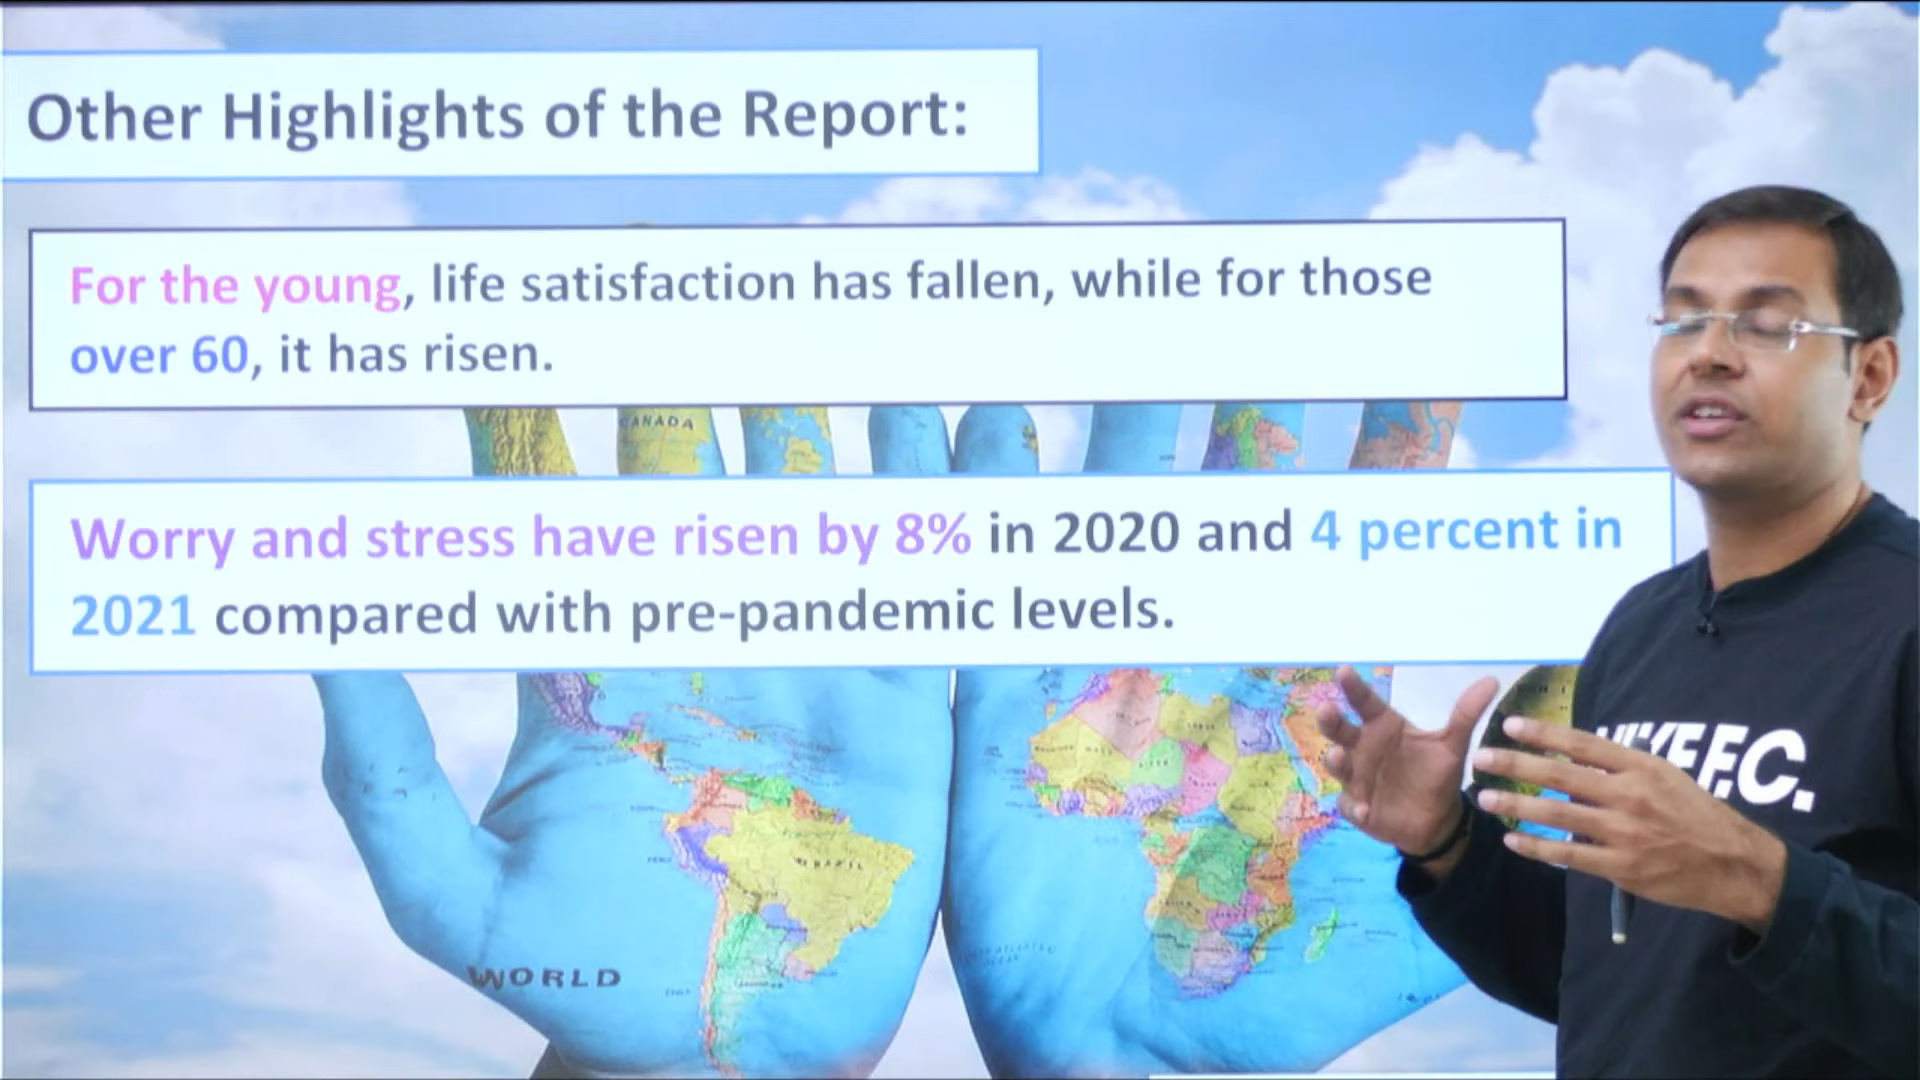 Other Highlights of the Report:
For the young, life satisfaction has fallen, while for those
over 60, it has risen.
CANADA
Worry and stress have risen by 8% in 2020 and 4 percent in
2021 compared with pre-pandemic levels.
F.C.
BRAZIL
WORLD